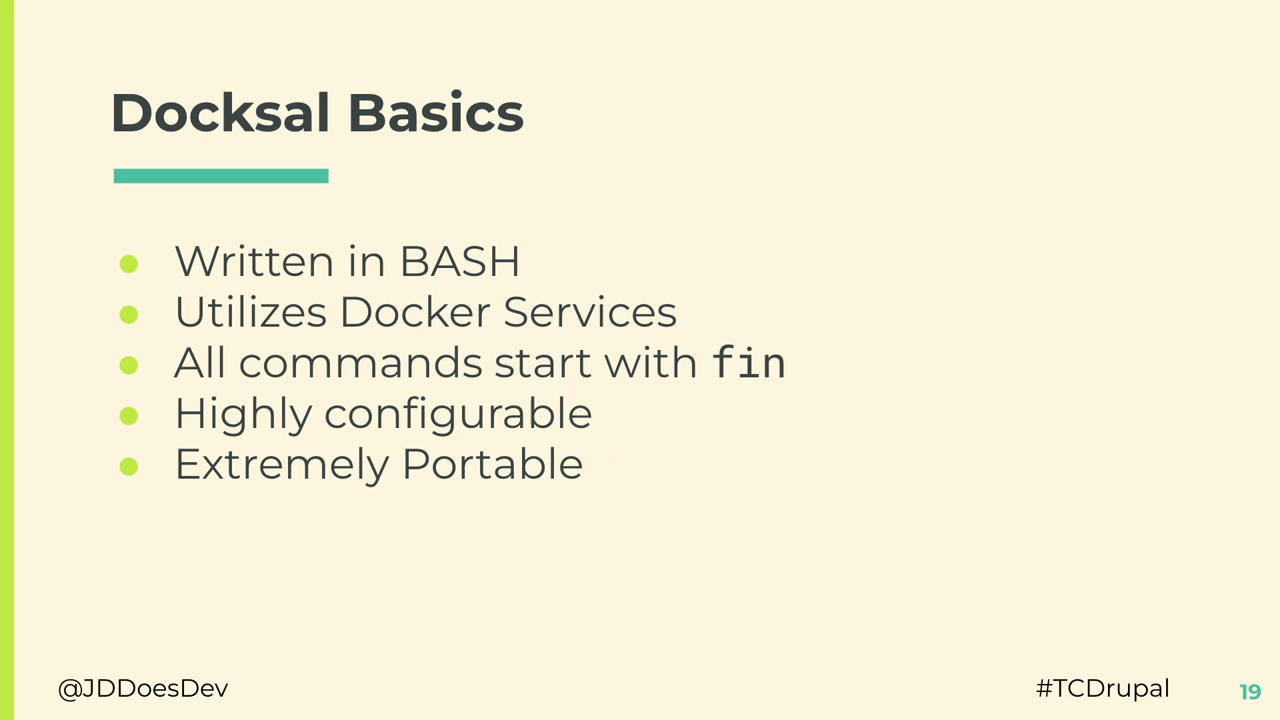 Docksal Basics
● Written in BASH
● Utilizes Docker Services
● All commands start with fin
● Highly configurable
● Extremely Portable
@JDDoesDev
#TCDrupal
19